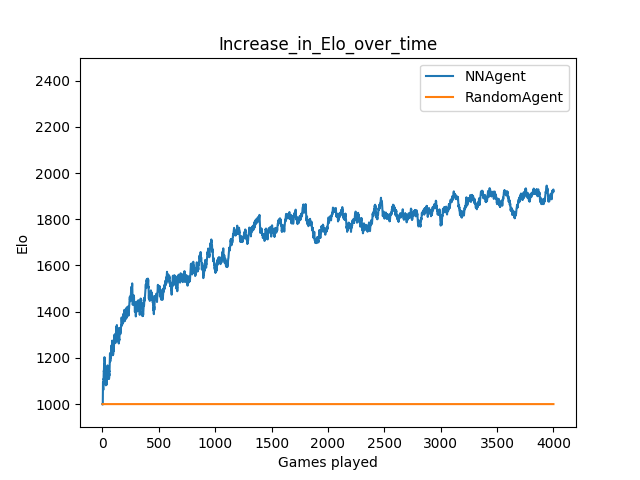 Increase_in_Elo_over_time
NNAgent
RandomAgent
2400
2200
2000
1800
1600
1400
1200
1000
Elo
0 500 1000 1500 2000 2500 3000 3500 4000
Games played